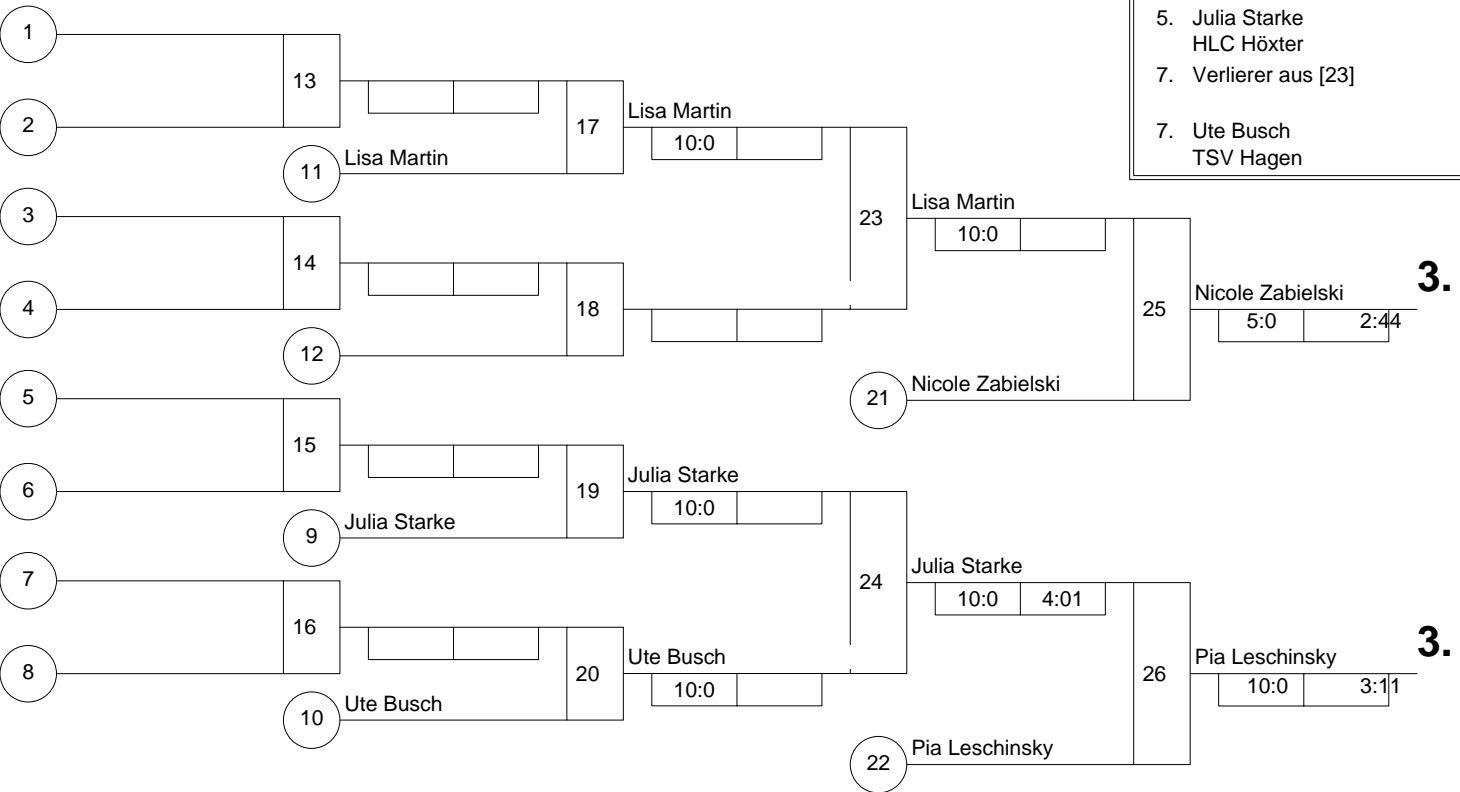 5. Julia Starke
HLC Höxter
7. Verlierer aus [23]
7. Ute Busch
TSV Hagen
1
13
2
17
Lisa Martin
10:0
11
Lisa Martin
3
23
Lisa Martin
10:0
14
4
18
12
25
Nicole Zabielski
3.
5:0
2:44
21
Nicole Zabielski
5
15
6
19
Julia Starke
10:0
9
Julia Starke
7
24
Julia Starke
10:0
4:01
16
8
20
Ute Busch
10:0
10
Ute Busch
26
Pia Leschinsky
3.
10:0
3:11
22
Pia Leschinsky